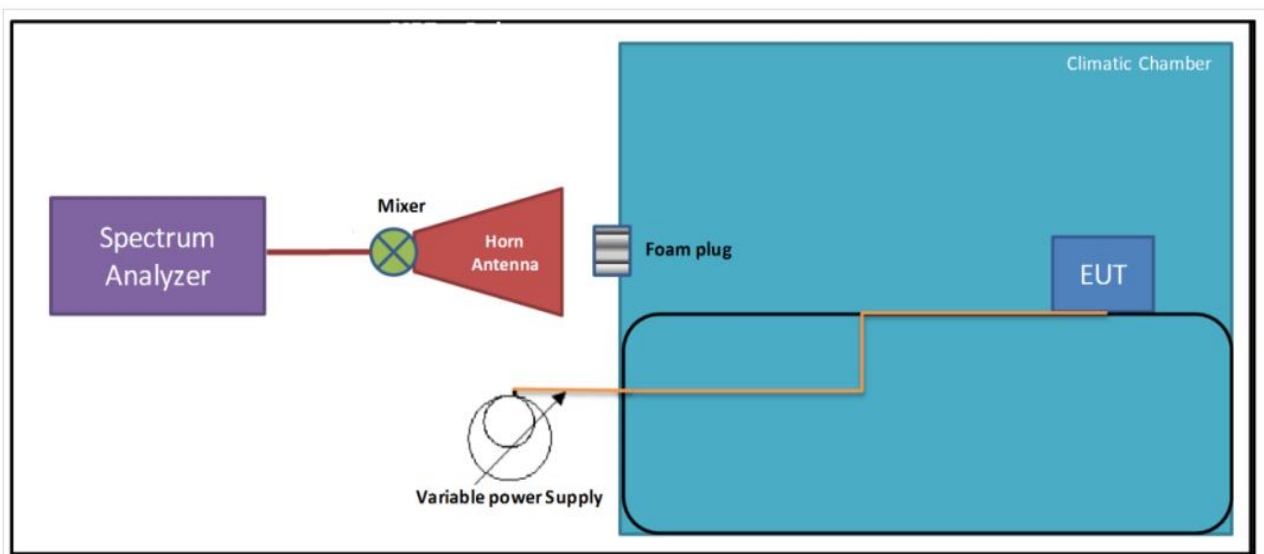 Climatic Chamber
Mixer
Spectrum
Analyzer
Horn
Antenna
Foam plug
EUT
Variable power Supply